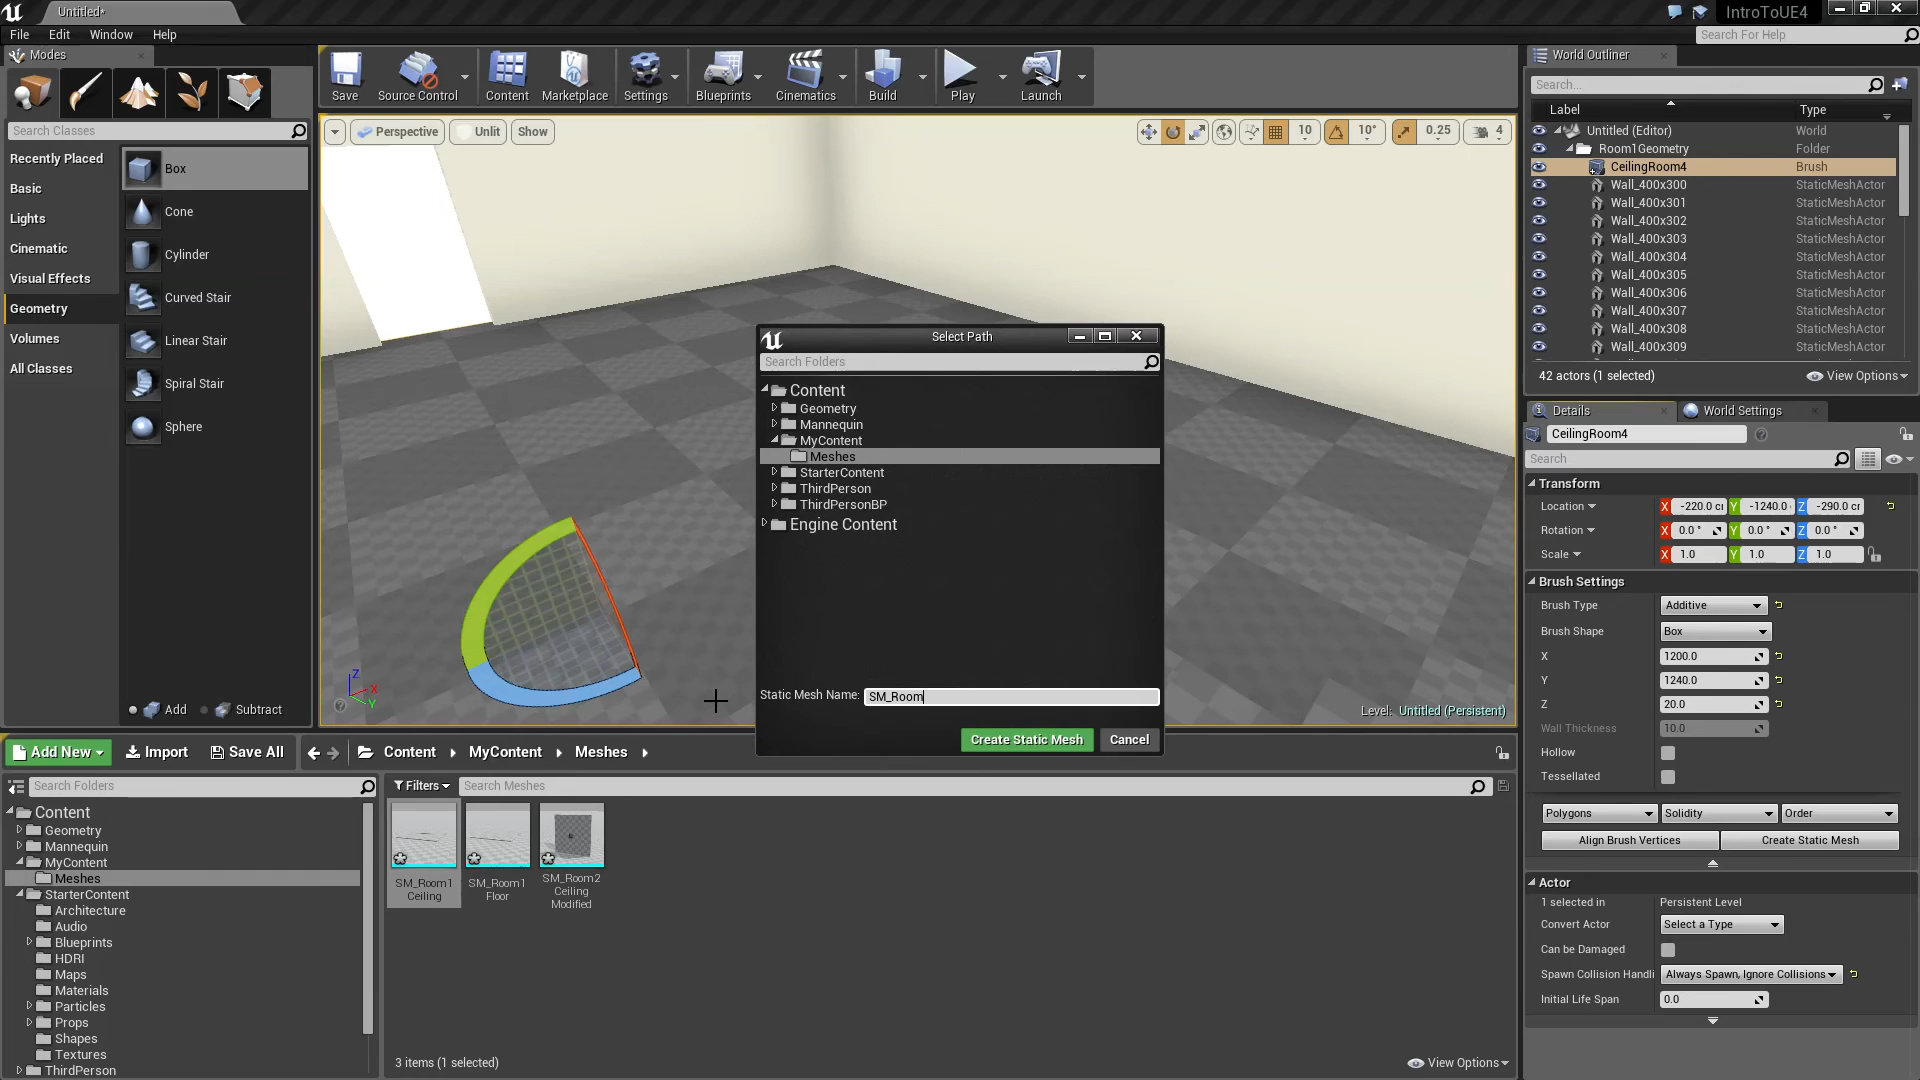 Untitled*
IntroToUE4
File Edit Window Help
Search For Help
Modes
Search Classes
Recently Placed
Basic
Lights
Cinematic
Visual Effects
Geometry
Volumes
All Classes
Box
Cone
Cylinder
Curved Stair
Linear Stair
Spiral Stair
Sphere
Add Subtract
Save Source Control Content Marketplace Settings Blueprints Cinematics Build Play Launch
Perspective Unlit Show
10 10° 0.25 4
X
Y
Z
Level: Untitled (Persistent)
Select Path
Search Folders
Content
Geometry
Mannequin
MyContent
Meshes
StarterContent
ThirdPerson
ThirdPersonBP
Engine Content
Static Mesh Name: SM_Room
Create Static Mesh Cancel
World Outliner
Search...
Label Type
Untitled (Editor) World
Room1Geometry Folder
CeilingRoom4 Brush
Wall_400x300 StaticMeshActor
Wall_400x301 StaticMeshActor
Wall_400x302 StaticMeshActor
Wall_400x303 StaticMeshActor
Wall_400x304 StaticMeshActor
Wall_400x305 StaticMeshActor
Wall_400x306 StaticMeshActor
Wall_400x307 StaticMeshActor
Wall_400x308 StaticMeshActor
Wall_400x309 StaticMeshActor
42 actors (1 selected) View Options
Details World Settings
CeilingRoom4
Search
Transform
Location X -220.0 cm Y -1240.0 Z -290.0 cm
Rotation X 0.0 ° Y 0.0 ° Z 0.0 °
Scale X 1.0 Y 1.0 Z 1.0
Brush Settings
Brush Type Additive
Brush Shape Box
X 1200.0
Y 1240.0
Z 20.0
Wall Thickness 10.0
Hollow
Tessellated
Polygons Solidity Order
Align Brush Vertices Create Static Mesh
Actor
1 selected in Persistent Level
Convert Actor Select a Type
Can be Damaged
Spawn Collision Handli Always Spawn, Ignore Collisions
Initial Life Span 0.0
Add New Import Save All Content MyContent Meshes
Search Folders
Content
Geometry
Mannequin
MyContent
Meshes
StarterContent
Architecture
Audio
Blueprints
HDRI
Maps
Materials
Particles
Props
Shapes
Textures
ThirdPerson
Filters Search Meshes
SM_Room1
Ceiling
SM_Room1
Floor
SM_Room2
Ceiling
Modified
3 items (1 selected) View Options